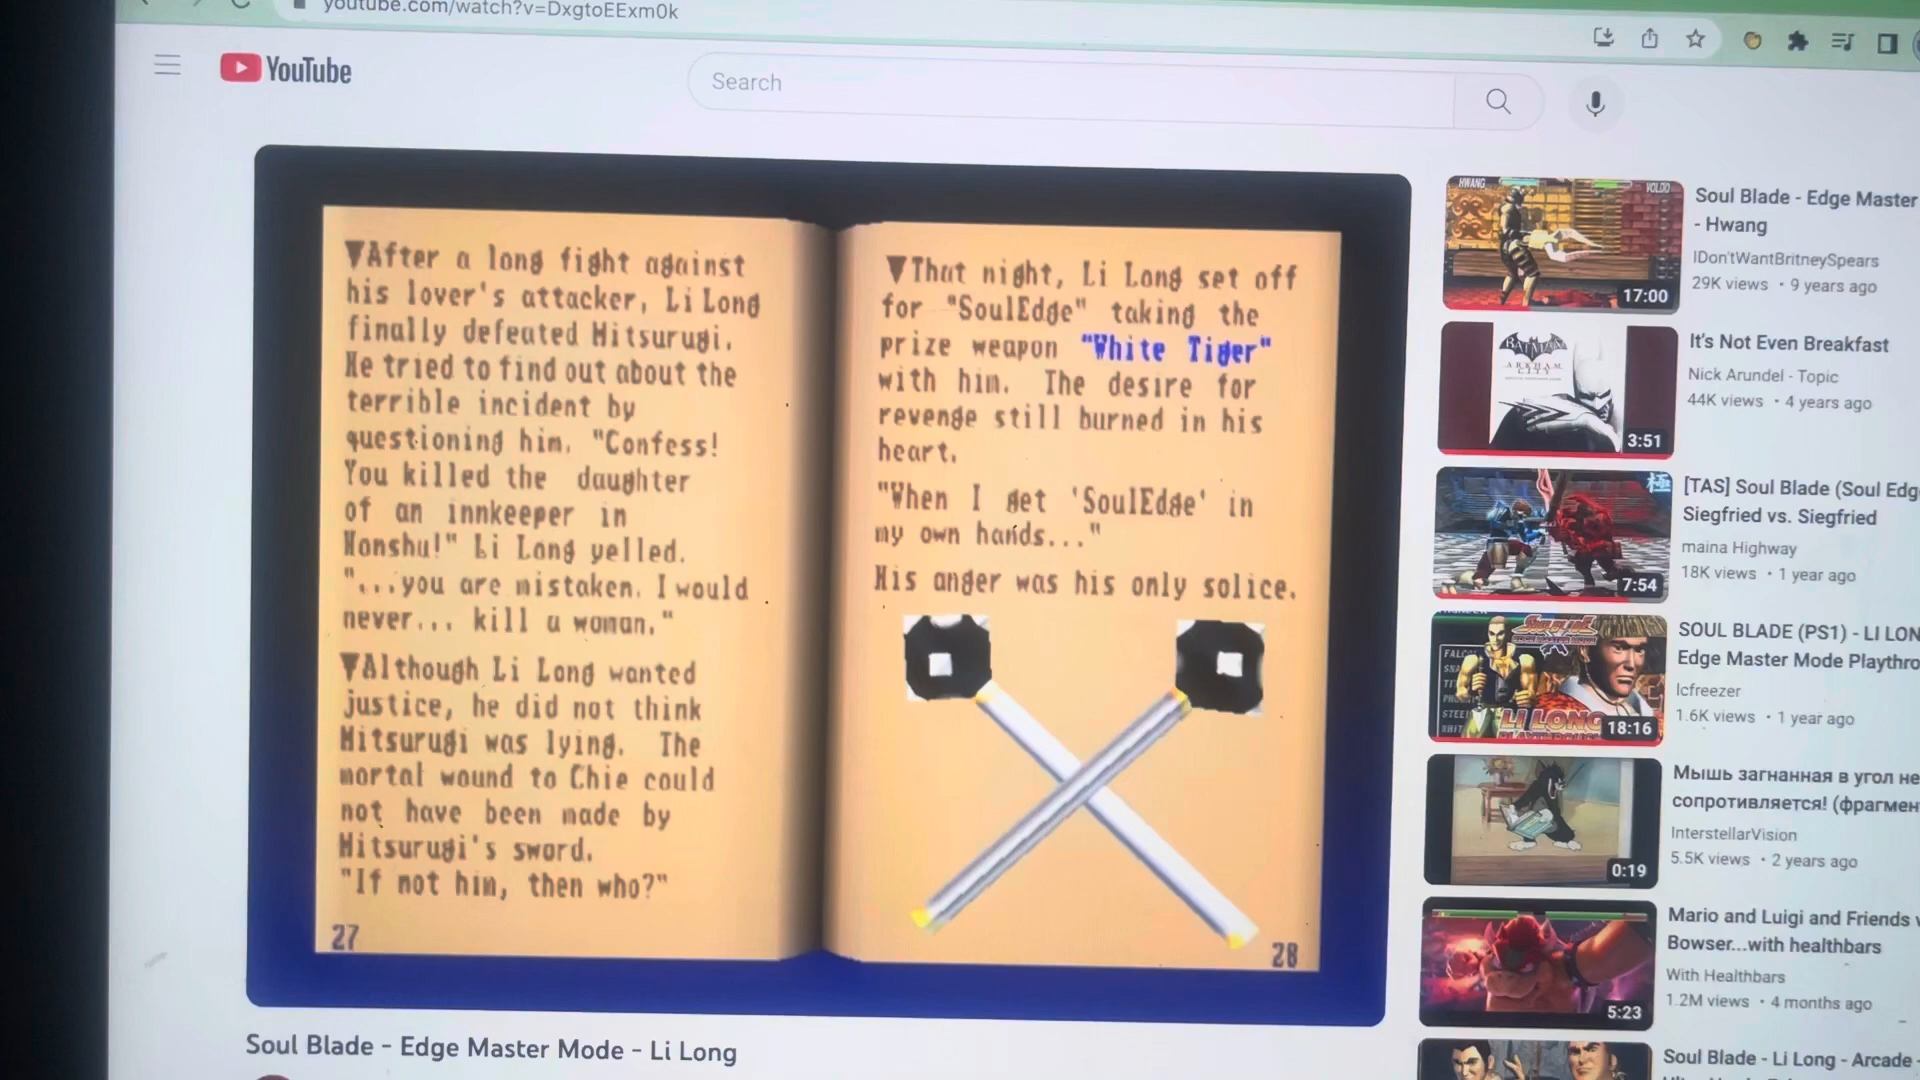 youtube.com/watch?v=DxgtoEExm0k
YouTube
Search
▼After a long fight against
his lover's attacker, Li Long
finally defeated Mitsurugi.
He tried to find out about the
terrible incident by
questioning him. "Confess!
You killed the daughter
of an innkeeper in
Honshu!" Li Long yelled.
"...you are mistaken. I would
never... kill a woman."
▼Although Li Long wanted
justice, he did not think
Mitsurugi was lying. The
mortal wound to Chie could
not have been made by
Mitsurugi's sword.
"If not him, then who?"
27
▼That night, Li Long set off
for "SoulEdge" taking the
prize weapon "White Tiger"
with him. The desire for
revenge still burned in his
heart.
"When I get 'SoulEdge' in
my own hands..."
His anger was his only solice.
28
Soul Blade - Edge Master Mode - Li Long
HWANG
VOLDO
17:00
Soul Blade - Edge Master
- Hwang
IDon'tWantBritneySpears
29K views • 9 years ago
BATMAN
ARKHAM CITY
3:51
It's Not Even Breakfast
Nick Arundel - Topic
44K views • 4 years ago
極
7:54
[TAS] Soul Blade (Soul Edg
Siegfried vs. Siegfried
maina Highway
18K views • 1 year ago
LI LONG
18:16
SOUL BLADE (PS1) - LI LON
Edge Master Mode Playthro
Icfreezer
1.6K views • 1 year ago
0:19
Мышь загнанная в угол не
сопротивляется! (фрагмен
InterstellarVision
5.5K views • 2 years ago
5:23
Mario and Luigi and Friends
Bowser...with healthbars
With Healthbars
1.2M views • 4 months ago
Soul Blade - Li Long - Arcade -